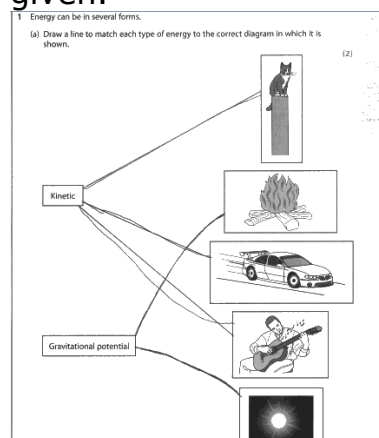 given.
1 Energy can be in several forms.
(a) Draw a line to match each type of energy to the correct diagram in which it is
shown.
(2)
Kinetic
Gravitational potential